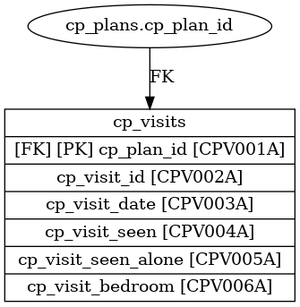 cp_plans.cp_plan_id
FK
cp_visits
[FK] [PK] cp_plan_id [CPV001A]
cp_visit_id [CPV002A]
cp_visit_date [CPV003A]
cp_visit_seen [CPV004A]
cp_visit_seen_alone [CPV005A]
cp_visit_bedroom [CPV006A]